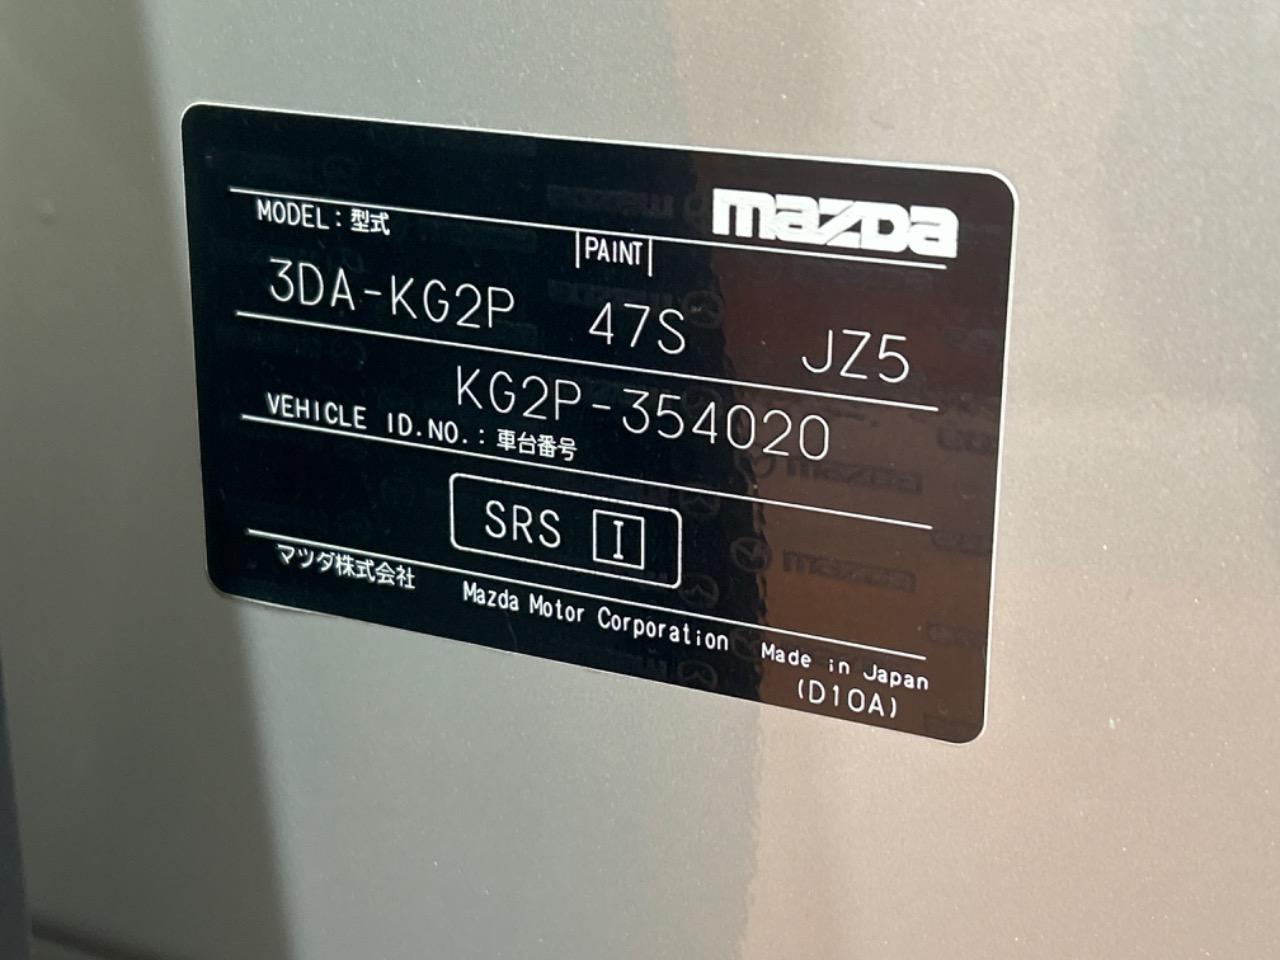 mazda
MODEL：型式
PAINT
3DA-KG2P 47S JZ5
KG2P-354020
VEHICLE ID.NO.：車台番号
SRS I
マツダ株式会社 Mazda Motor Corporation Made in Japan
(D10A)